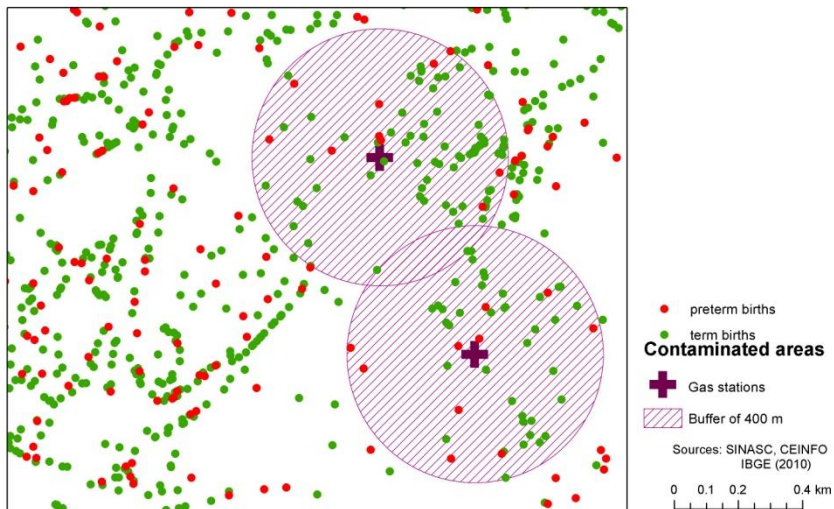 preterm births
term births
Contaminated areas
Gas stations
Buffer of 400 m
Sources: SINASC, CEINFO
IBGE (2010)
0 0.1 0.2 0.4 km